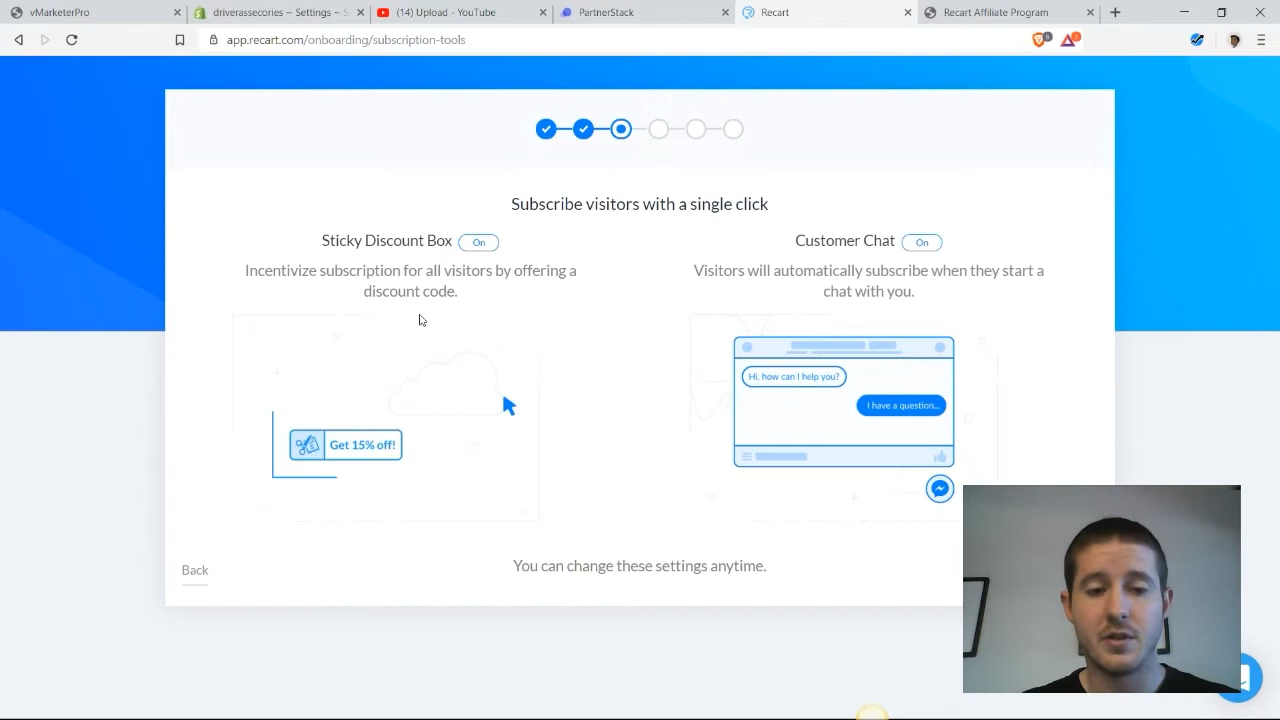 vMarketerPro
driverassecories ~ Settings ~ S
(14) Upload - YouTube
PartnerStack
Recart
Recart Affiliate Program
app.recart.com/onboarding/subscription-tools
Subscribe visitors with a single click
Sticky Discount Box On
Incentivize subscription for all visitors by offering a
discount code.
Get 15% off!
Customer Chat On
Visitors will automatically subscribe when they start a
chat with you.
Hi, how can I help you?
I have a question...
Back
You can change these settings anytime.